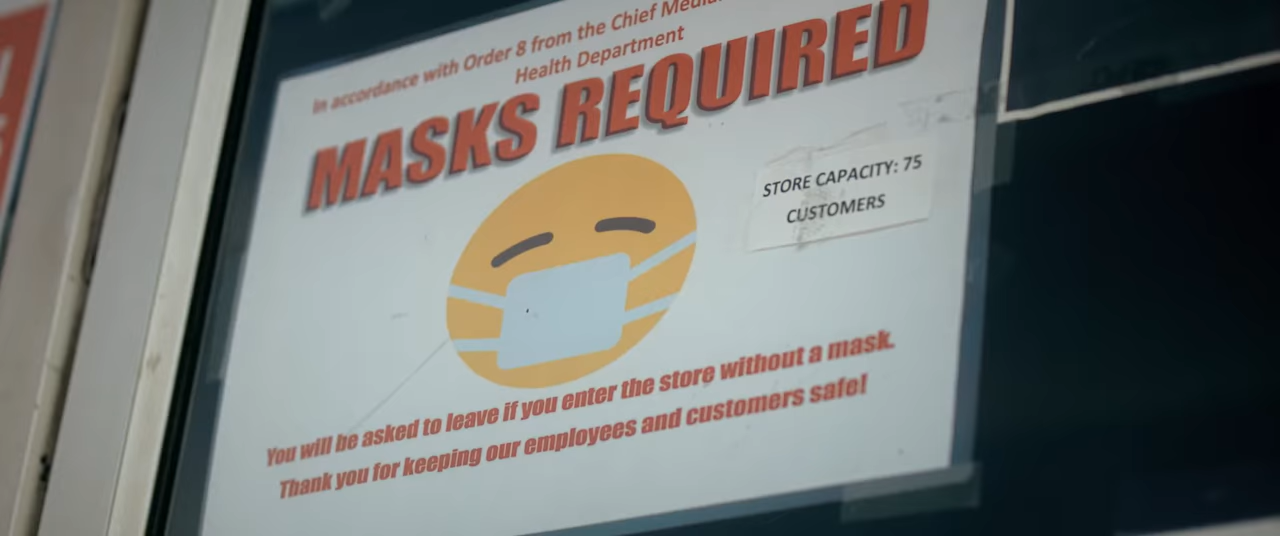 In accordance with Order 8 from the Chief
Health Department
MASKS REQUIRED
STORE CAPACITY: 75
CUSTOMERS
You will be asked to leave if you enter the store without a mask.
Thank you for keeping our employees and customers safe!